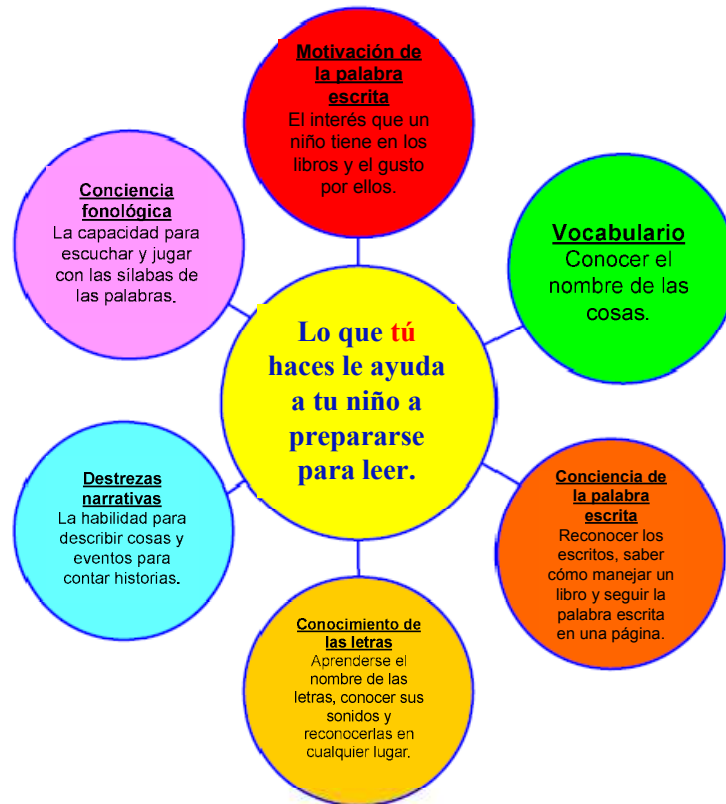 Motivación de
la palabra
escrita
El interés que un
niño tiene en los
libros y el gusto
por ellos.
Conciencia
fonológica
La capacidad para
escuchar y jugar
con las sílabas de
las palabras.
Vocabulario
Conocer el
nombre de las
cosas.
Lo que tú
haces le ayuda
a tu niño a
prepararse
para leer.
Destrezas
narrativas
La habilidad para
describir cosas y
eventos para
contar historias.
Conciencia de
la palabra
escrita
Reconocer los
escritos, saber
cómo manejar un
libro y seguir la
palabra escrita
en una página.
Conocimiento de
las letras
Aprenderse el
nombre de las
letras, conocer sus
sonidos y
reconocerlas en
cualquier lugar.